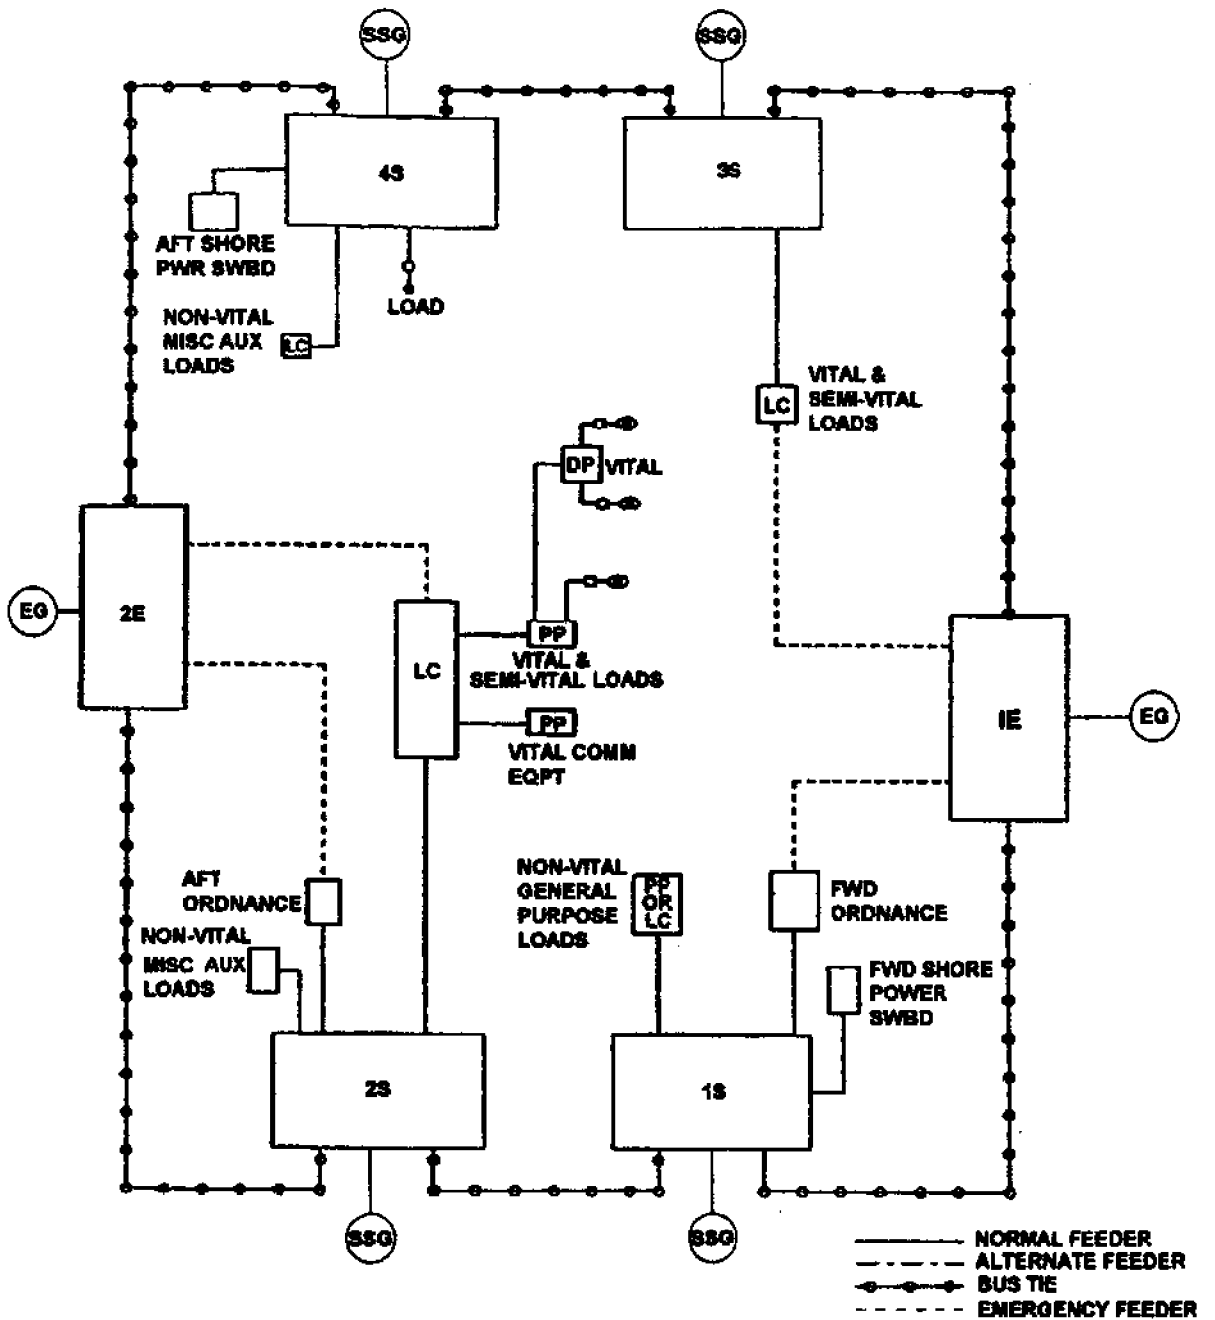 SSG
SSG
4S
3S
AFT SHORE
PWR SWBD
LOAD
NON-VITAL
MISC AUX
LOADS
LC
VITAL &
SEMI-VITAL
LOADS
LC
DP
VITAL
EG
2E
PP
VITAL &
SEMI-VITAL LOADS
LC
PP
VITAL COMM
EQPT
IE
EG
AFT
ORDNANCE
NON-VITAL
GENERAL
PURPOSE
LOADS
PP
OR
LC
FWD
ORDNANCE
NON-VITAL
MISC AUX
LOADS
FWD SHORE
POWER
SWBD
2S
1S
SSG
SSG
NORMAL FEEDER
ALTERNATE FEEDER
BUS TIE
EMERGENCY FEEDER